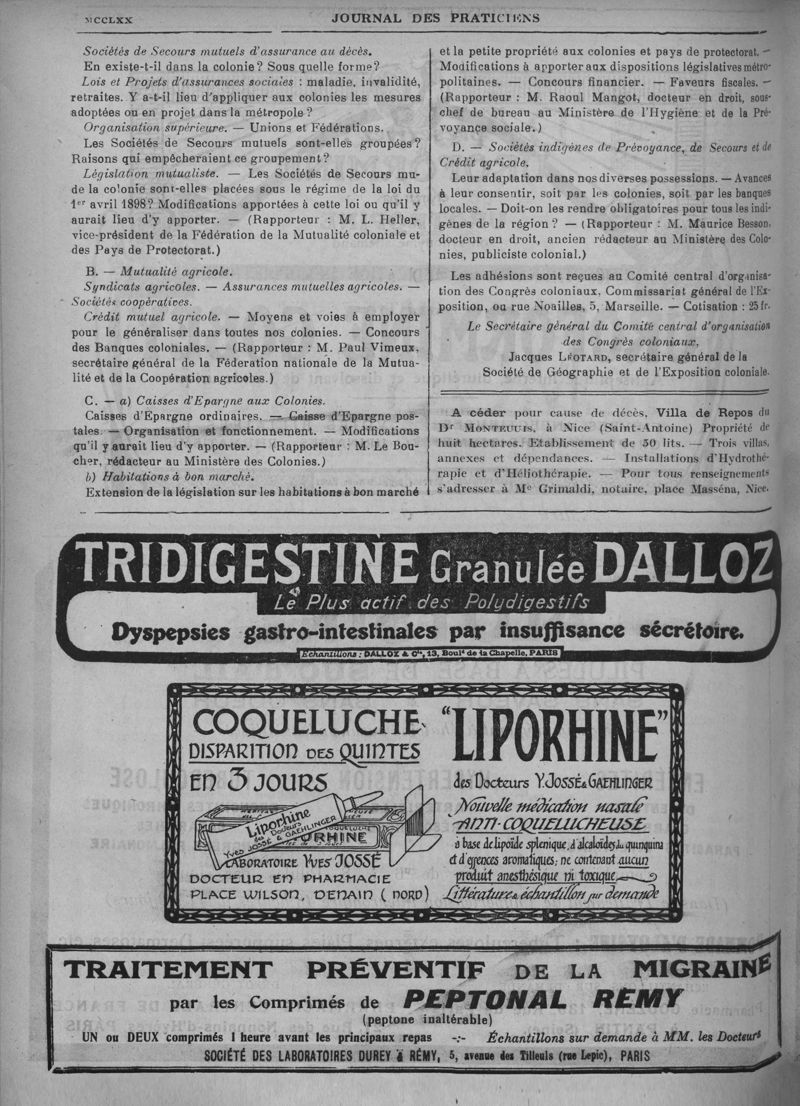 MCCLXX
JOURNAL DES PRATICIENS
Sociétés de Secours mutuels d'assurance au décès.
En existe-t-il dans la colonie? Sous quelle forme?
Lois et Projets d'assurances sociales : maladie, invalidité,
retraites. Y a-t-il lieu d'appliquer aux colonies les mesures
adoptées ou en projet dans la métropole?
Organisation supérieure. — Unions et Fédérations.
Les Sociétés de Secours mutuels sont-elles groupées?
Raisons qui empêcheraient ce groupement?
Législation mutualiste. — Les Sociétés de Secours mu-
de la colonie sont-elles placées sous le régime de la loi du
1er avril 1898? Modifications apportées à cette loi ou qu'il y
aurait lieu d'y apporter. — (Rapporteur : M. L. Heller,
vice-président de la Fédération de la Mutualité coloniale et
des Pays de Protectorat.)
B. — Mutualité agricole.
Syndicats agricoles. — Assurances mutuelles agricoles. —
Sociétés coopératives.
Crédit mutuel agricole. — Moyens et voies à employer
pour le généraliser dans toutes nos colonies. — Concours
des Banques coloniales. — (Rapporteur : M. Paul Vimeux,
secrétaire général de la Féderation nationale de la Mutua-
lité et de la Coopération agricoles.)
C. — a) Caisses d'Epargne aux Colonies.
Caisses d'Epargne ordinaires. — Caisse d'Epargne pos-
tales. — Organisation et fonctionnement. — Modifications
qu'il y aurait lieu d'y apporter. — (Rapporteur : M. Le Bou-
cher, rédacteur au Ministère des Colonies.)
b) Habitations à bon marché.
Extension de la législation sur les habitations à bon marché
et la petite propriété aux colonies et pays de protectorat. —
Modifications à apporter aux dispositions législatives métro-
politaines. — Concours financier. — Faveurs fiscales. —
(Rapporteur : M. Raoul Mangot, docteur en droit, sous-
chef de bureau au Ministère de l'Hygiène et de la Pré-
voyance sociale.)
D. — Sociétés indigènes de Prévoyance, de Secours et de
Crédit agricole.
Leur adaptation dans nos diverses possessions. — Avances
à leur consentir, soit par les colonies, soit par les banques
locales. — Doit-on les rendre obligatoires pour tous les indi-
gènes de la région? — (Rapporteur : M. Maurice Besson,
docteur en droit, ancien rédacteur au Ministère des Colo-
nies, publiciste colonial.)
Les adhésions sont reçues au Comité central d'organisa-
tion des Congrès coloniaux, Commissariat général de l'Ex-
position, ou rue Noailles, 5, Marseille. — Cotisation : 25 fr.
Le Secrétaire général du Comité central d'organisation
des Congrès coloniaux,
Jacques LÉOTARD, secrétaire général de la
Société de Géographie et de l'Exposition coloniale.
A céder pour cause de décès, Villa de Repos du
Dr MONTEUUIS, à Nice (Saint-Antoine) Propriété de
huit hectares. Etablissement de 50 lits. — Trois villas,
annexes et dépendances. — Installations d'Hydrothé-
rapie et d'Héliothérapie. — Pour tous renseignements
s'adresser à Me Grimaldi, notaire, place Masséna, Nice.
TRIDIGESTINE Granulée DALLOZ
Le Plus actif des Polydigestifs
Dyspepsies gastro-intestinales par insuffisance sécrétoire.
Echantillons : DALLOZ & Cie, 13, Boul'd de la Chapelle, PARIS
COQUELUCHE
DISPARITION DES QUINTES
EN 3 JOURS
Liporhine
des Docteurs
YVES JOSSÉ & GAEHLINGER
COQUELUCHE
ORHINE
LABORATOIRE YVES JOSSÉ
DOCTEUR EN PHARMACIE
PLACE WILSON, DENAIN (NORD)
"LIPORHINE"
des Docteurs Y. JOSSÉ & GAEHLINGER
Nouvelle médication nasale
ANTI-COQUELUCHEUSE
à base de lipoïde splénique, d'alcaloïdes du quinquina
et d'essences aromatiques; ne contenant aucun
produit anesthésique ni toxique
Littérature & échantillon sur demande
TRAITEMENT PRÉVENTIF DE LA MIGRAINE
par les Comprimés de PEPTONAL REMY
(peptone inaltérable)
UN ou DEUX comprimés 1 heure avant les principaux repas -:- Échantillons sur demande à MM. les Docteurs
SOCIÉTÉ DES LABORATOIRES DUREY & RÉMY, 5, avenue des Tilleuls (rue Lepic), PARIS